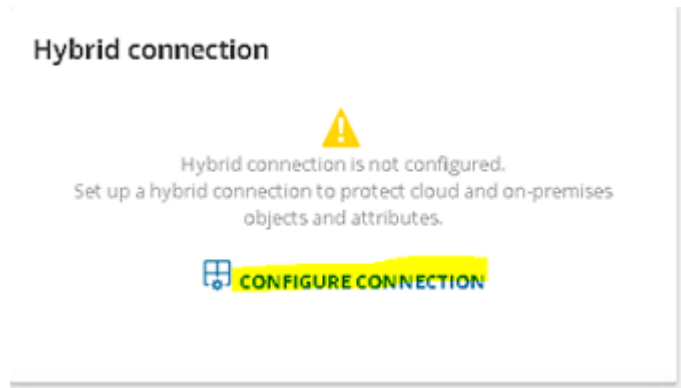 Hybrid connection
Hybrid connection is not configured.
Set up a hybrid connection to protect cloud and on-premises
objects and attributes.
CONFIGURE CONNECTION